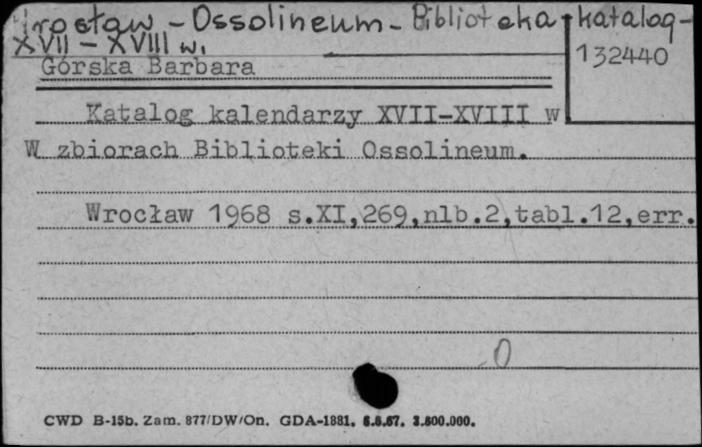 Wrocław - Ossolineum - Biblioteka - katalog -
XVII - XVIII w.
132440
Górska Barbara
Katalog kalendarzy XVII-XVIII w
W zbiorach Biblioteki Ossolineum.
Wrocław 1968 s.XI,269,nlb.2,tabl.12,err.
0
CWD B-15b. Zam. 877/DW/On. GDA-1881. 6.6.67. 3.800.000.